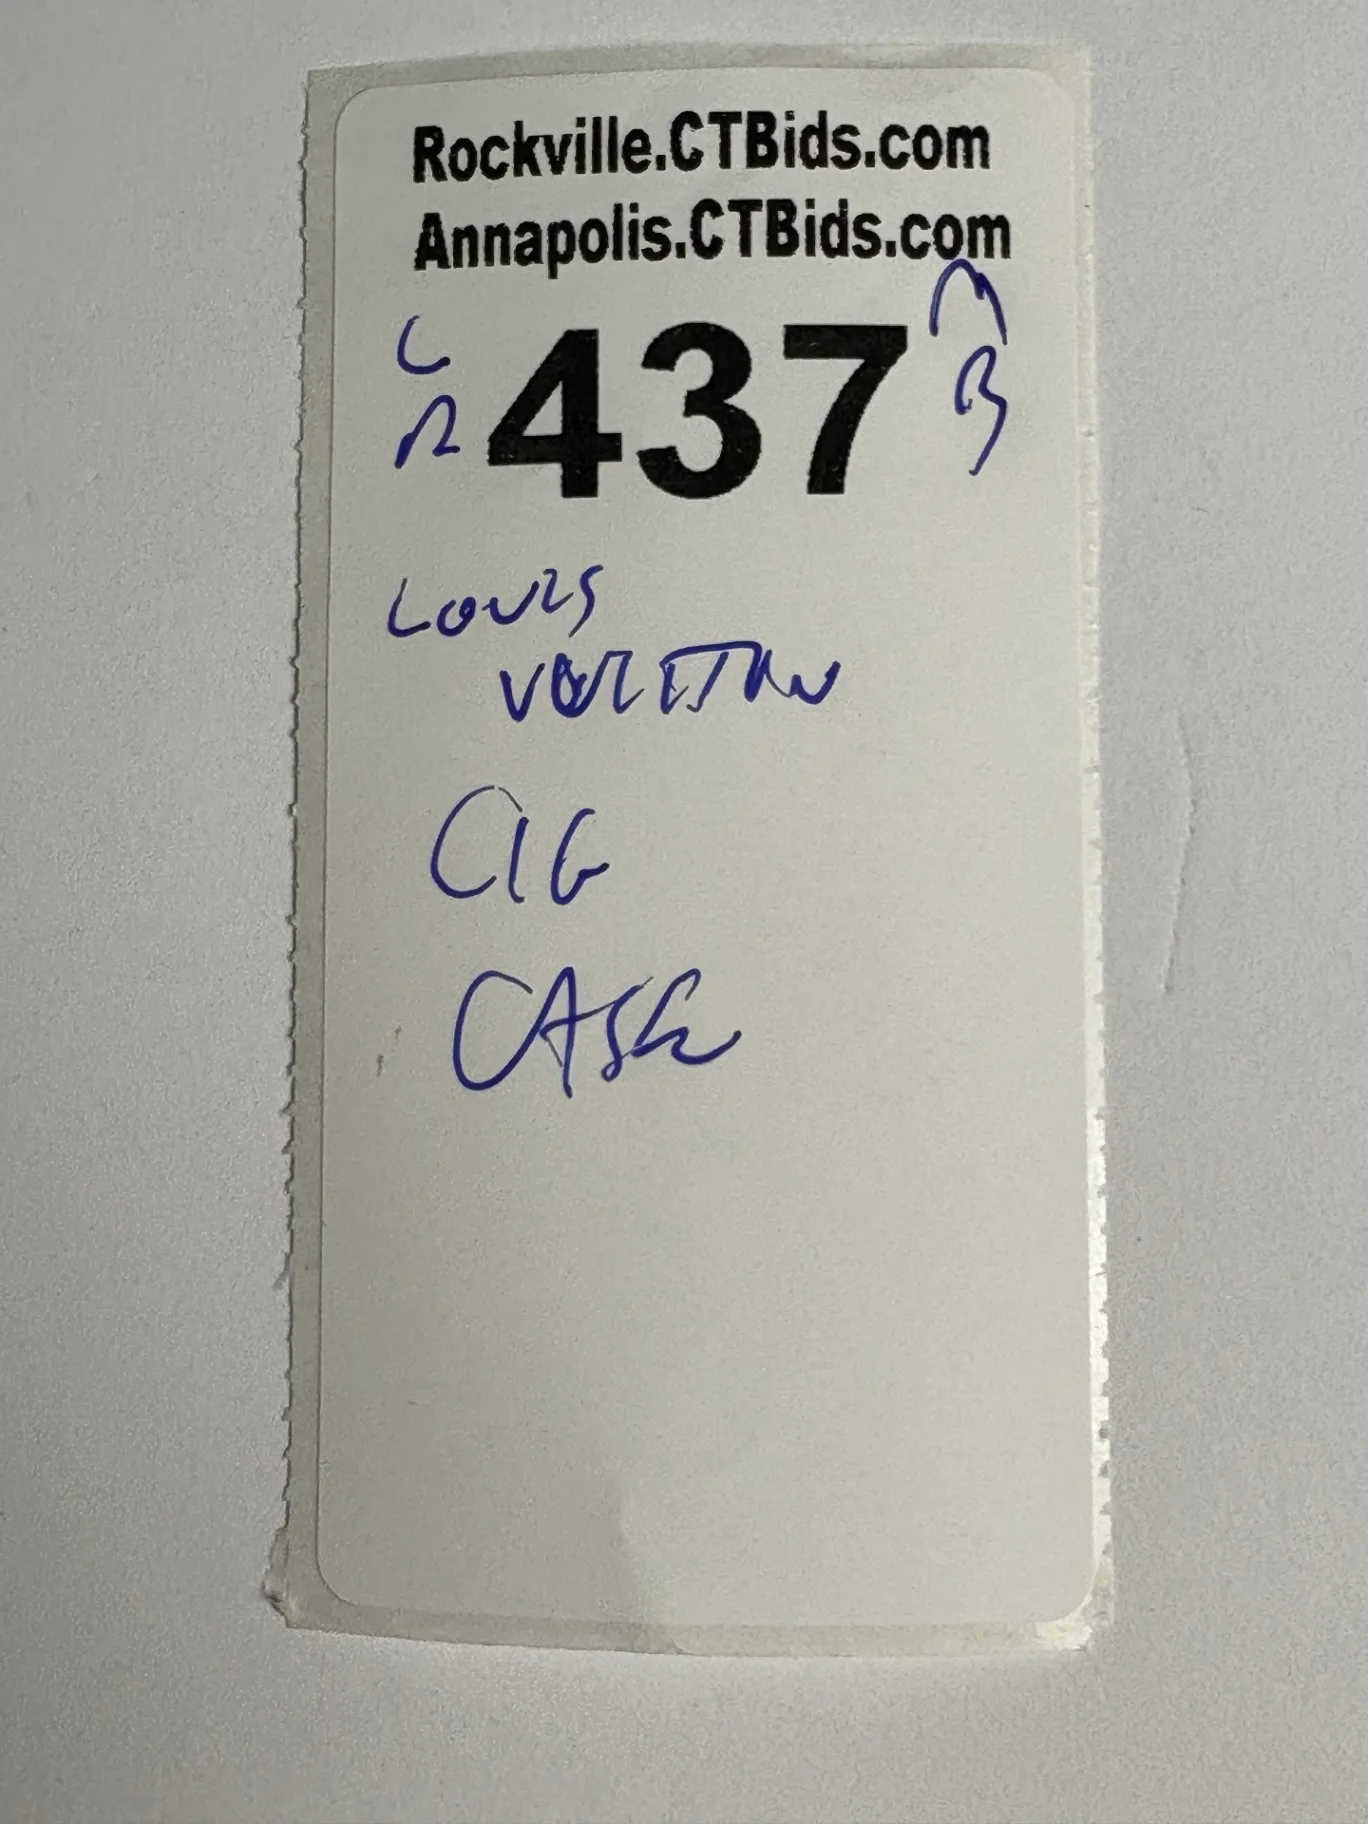 Rockville.CTBids.com
Annapolis.CTBids.com
437
LOUIS
VUITTON
CIG
CASE